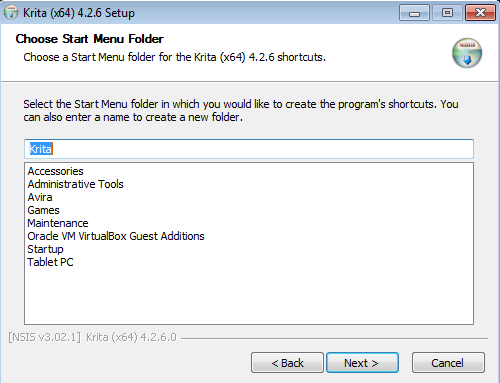 Krita (x64) 4.2.6 Setup
Choose Start Menu Folder
Choose a Start Menu folder for the Krita (x64) 4.2.6 shortcuts.
Select the Start Menu folder in which you would like to create the program's shortcuts. You
can also enter a name to create a new folder.
Krita
Accessories
Administrative Tools
Avira
Games
Maintenance
Oracle VM VirtualBox Guest Additions
Startup
Tablet PC
[NSIS v3.02.1] Krita (x64) 4.2.6.0
< Back
Next >
Cancel